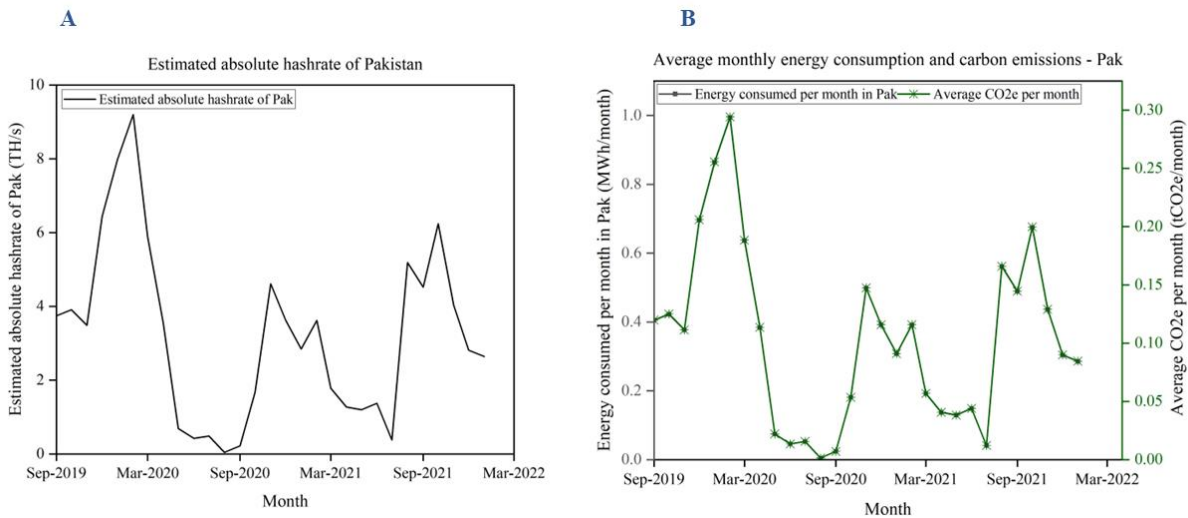 A
Estimated absolute hashrate of Pakistan
Estimated absolute hashrate of Pak
Estimated absolute hashrate of Pak (TH/s)
10
8
6
4
2
0
Sep-2019
Mar-2020
Sep-2020
Mar-2021
Sep-2021
Mar-2022
Month
B
Average monthly energy consumption and carbon emissions - Pak
Energy consumed per month in Pak
Average CO2e per month
Energy consumed per month in Pak (MWh/month)
1.0
0.8
0.6
0.4
0.2
0.0
Average CO2e per month (tCO2e/month)
0.30
0.25
0.20
0.15
0.10
0.05
0.00
Sep-2019
Mar-2020
Sep-2020
Mar-2021
Sep-2021
Mar-2022
Month